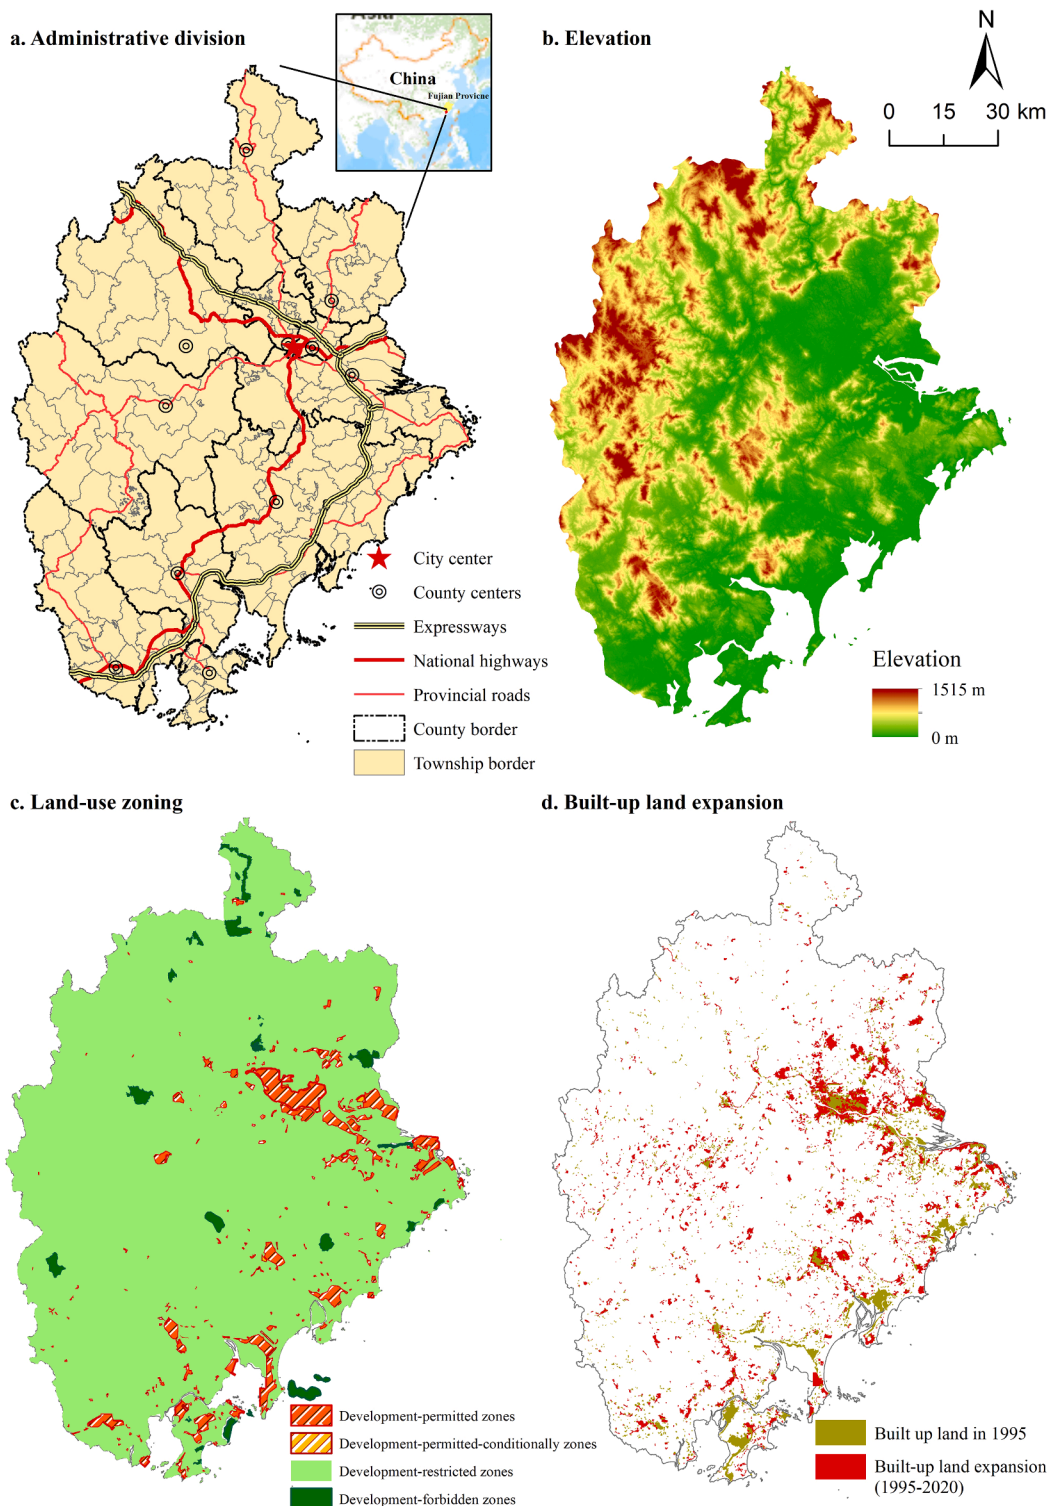 a. Administrative division
Asia
China
Fujian Provicne
b. Elevation
N
0 15 30 km
City center
County centers
Expressways
National highways
Provincial roads
County border
Township border
Elevation
1515 m
0 m
c. Land-use zoning
d. Built-up land expansion
Development-permitted zones
Development-permitted-conditionally zones
Development-restricted zones
Development-forbidden zones
Built up land in 1995
Built-up land expansion
(1995-2020)